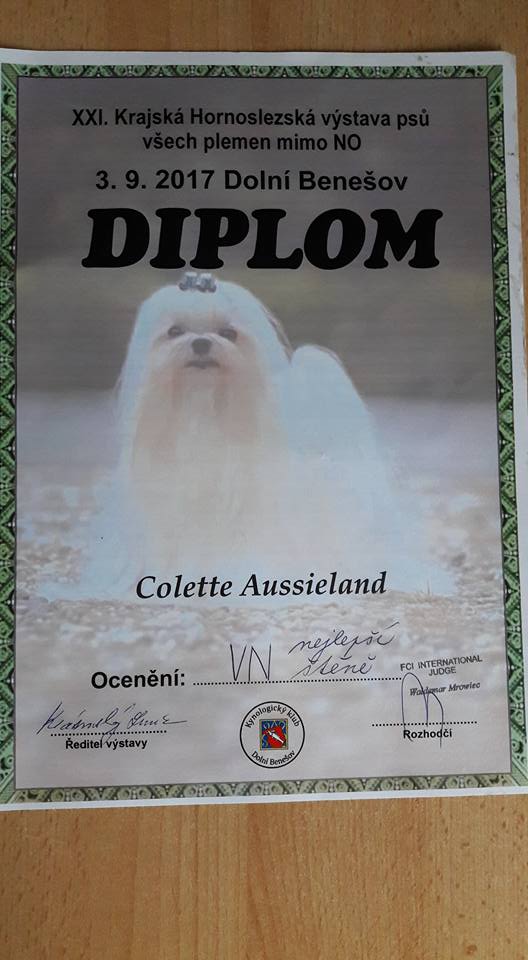 XXI. Krajská Hornoslezská výstava psů
všech plemen mimo NO
3. 9. 2017 Dolní Benešov
DIPLOM
Colette Aussieland
nejlepší
Ocenění: VN štěně
FCI INTERNATIONAL
JUDGE
Waldemar Mrowiec
Ředitel výstavy
Rozhodčí
Kynologický klub
Dolní Benešov